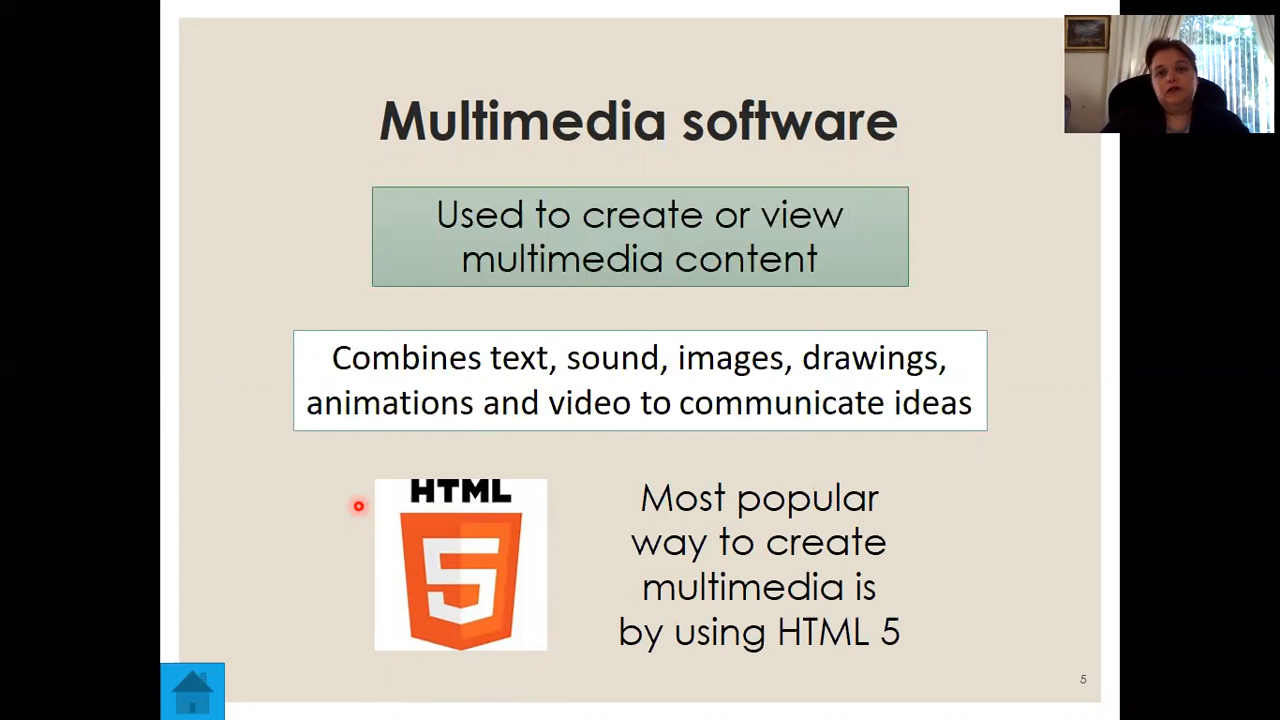 Multimedia software
Used to create or view
multimedia content
Combines text, sound, images, drawings,
animations and video to communicate ideas
HTML
5
Most popular
way to create
multimedia is
by using HTML 5
5